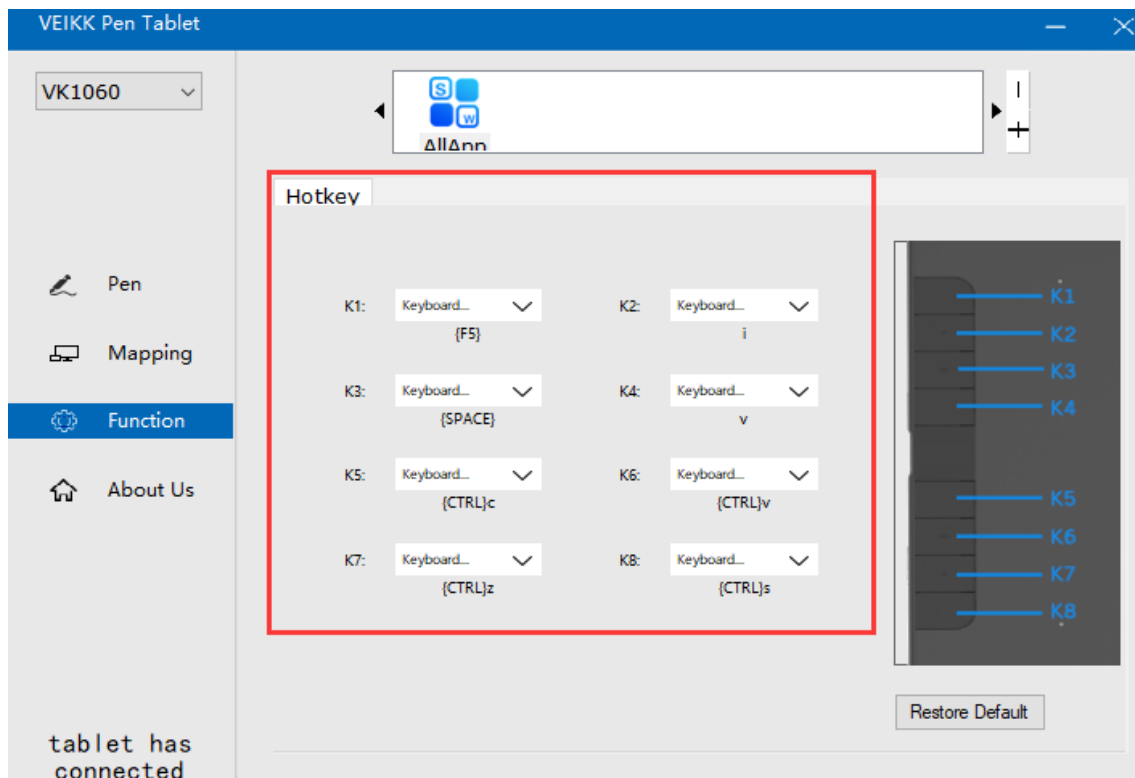 VEIKK Pen Tablet
VK1060
S
W
AllApp
Hotkey
Pen
Mapping
Function
About Us
K1: Keyboard... K2: Keyboard...
{F5} i
K3: Keyboard... K4: Keyboard...
{SPACE} v
K5: Keyboard... K6: Keyboard...
{CTRL}c {CTRL}v
K7: Keyboard... K8: Keyboard...
{CTRL}z {CTRL}s
K1
K2
K3
K4
K5
K6
K7
K8
Restore Default
tablet has
connected